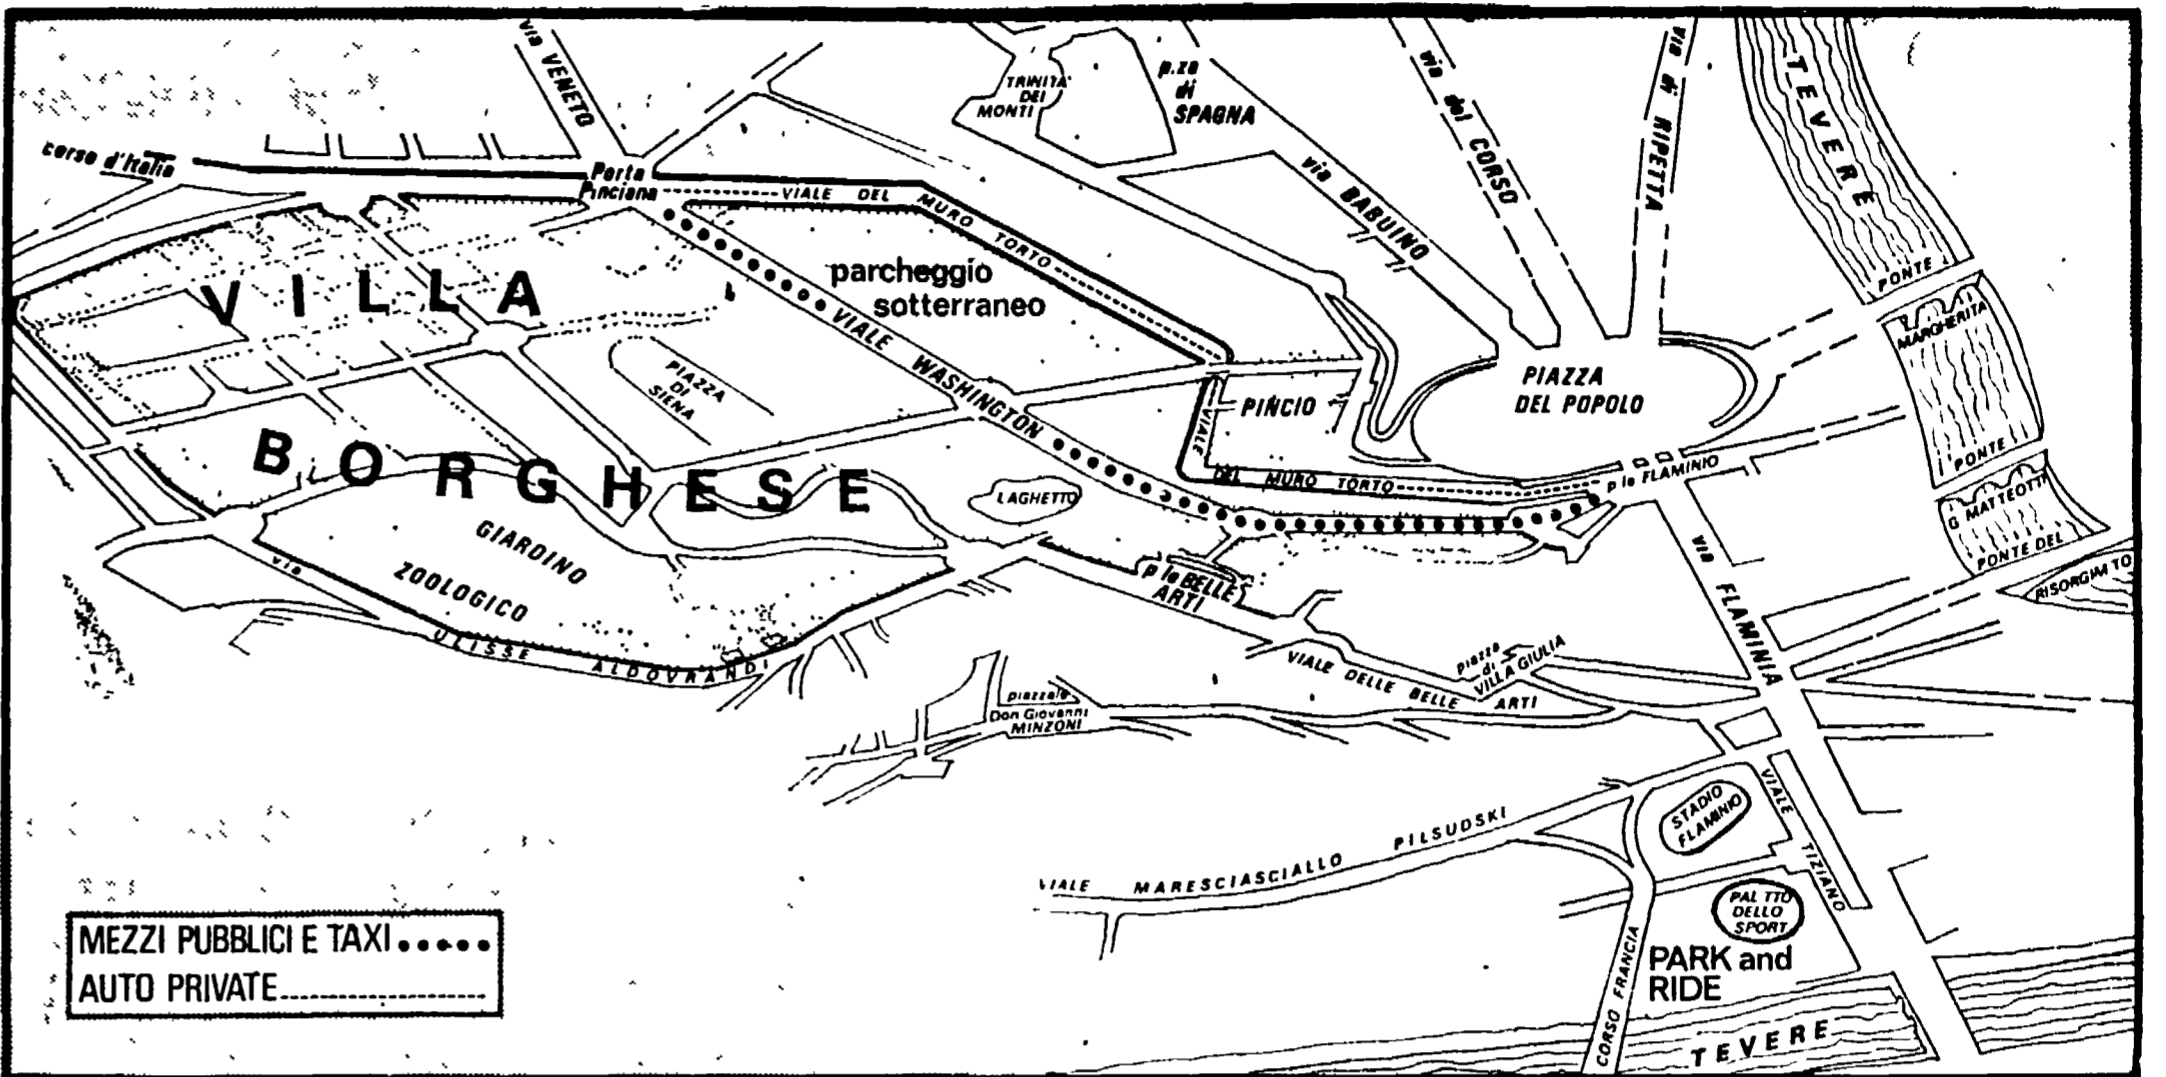 via VENETO
corso d'Italia
Porta
Pinciana
VIALE DEL MURO TORTO
TRINITA'
DEI
MONTI
p.za
di
SPAGNA
via BABUINO
via del CORSO
via di RIPETTA
TEVERE
PONTE
MARGHERITA
PONTE
G MATTEOTTI
PONTE DEL
RISORGIM TO
VILLA
BORGHESE
parcheggio
sotterraneo
VIALE WASHINGTON
PIAZZA
DI
SIENA
PINCIO
PIAZZA
DEL POPOLO
VIALE
DEL MURO TORTO
p le FLAMINIO
LAGHETTO
GIARDINO
ZOOLOGICO
via
ULISSE ALDOVRANDI
p le BELLE
ARTI
via FLAMINIA
VIALE DELLE BELLE ARTI
piazza
di
VILLA GIULIA
piazzale
Don Giovanni
MINZONI
VIALE MARESCIASCIALLO PILSUDSKI
STADIO
FLAMINIO
VIALE TIZIANO
PAL TTO
DELLO
SPORT
PARK and
RIDE
CORSO FRANCIA
TEVERE
MEZZI PUBBLICI E TAXI
AUTO PRIVATE